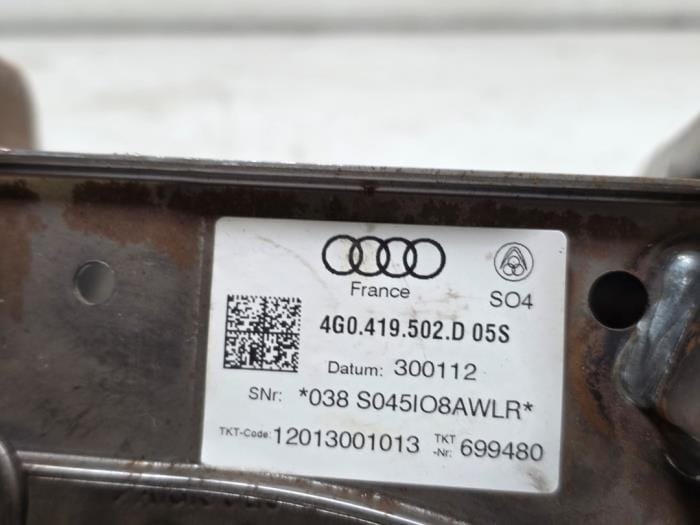 France
SO4
4G0.419.502.D 05S
Datum: 300112
SNr: *038 S045IO8AWLR*
TKT-Code: 12013001013 TKT -Nr: 699480